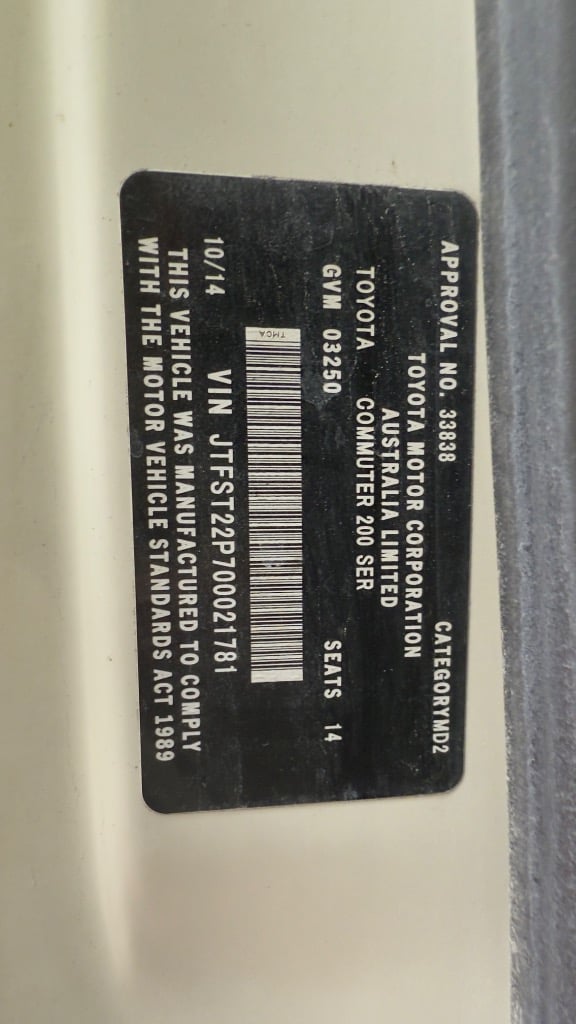 APPROVAL NO. 33838 CATEGORYMD2
TOYOTA MOTOR CORPORATION
AUSTRALIA LIMITED
TOYOTA COMMUTER 200 SER
GVM 03250 SEATS 14
TMCA
VIN JTFST22P700021781
10/14
THIS VEHICLE WAS MANUFACTURED TO COMPLY
WITH THE MOTOR VEHICLE STANDARDS ACT 1989